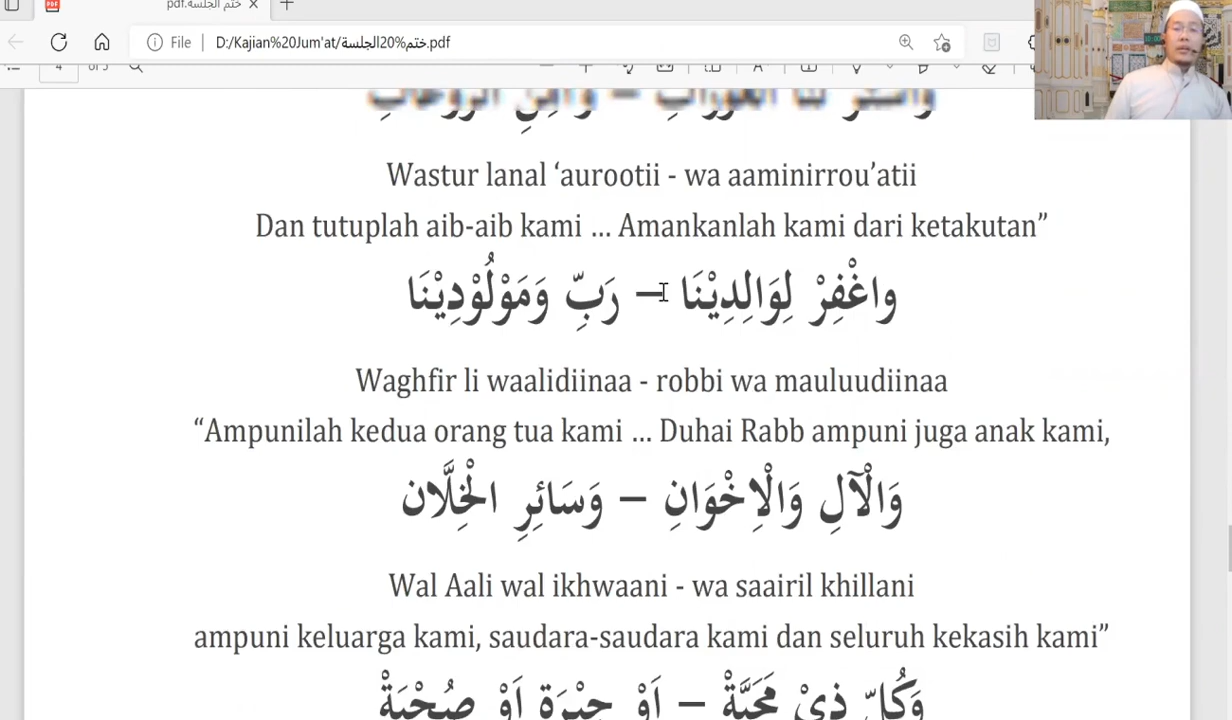 ختم الجلسة.pdf
File D:/Kajian%20Jum'at/ختم%20الجلسة.pdf
4 of 5
Wastur lanal ‘aurootii - wa aaminirrou’atii
Dan tutuplah aib-aib kami ... Amankanlah kami dari ketakutan”
واغْفِرْ لِوَالِدِيْنَا – رَبِّ وَمَوْلُوْدِيْنَا
Waghfir li waalidiinaa - robbi wa mauluudiinaa
“Ampunilah kedua orang tua kami ... Duhai Rabb ampuni juga anak kami,
وَالْآلِ وَالْاِخْوَانِ – وَسَائِرِ الْخِلَّان
Wal Aali wal ikhwaani - wa saairil khillani
ampuni keluarga kami, saudara-saudara kami dan seluruh kekasih kami”
وَكُلِّ ذِيْ مَحَبَّةْ – اَوْ جِيْرَةٍ اَوْ صُحْبَةْ